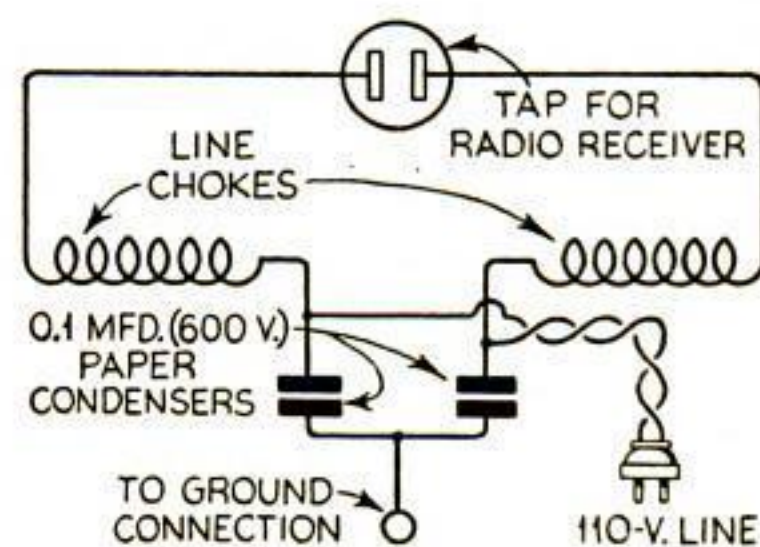 TAP FOR
RADIO RECEIVER
LINE
CHOKES
0.1 MFD. (600 V.)
PAPER
CONDENSERS
TO GROUND
CONNECTION
110-V. LINE